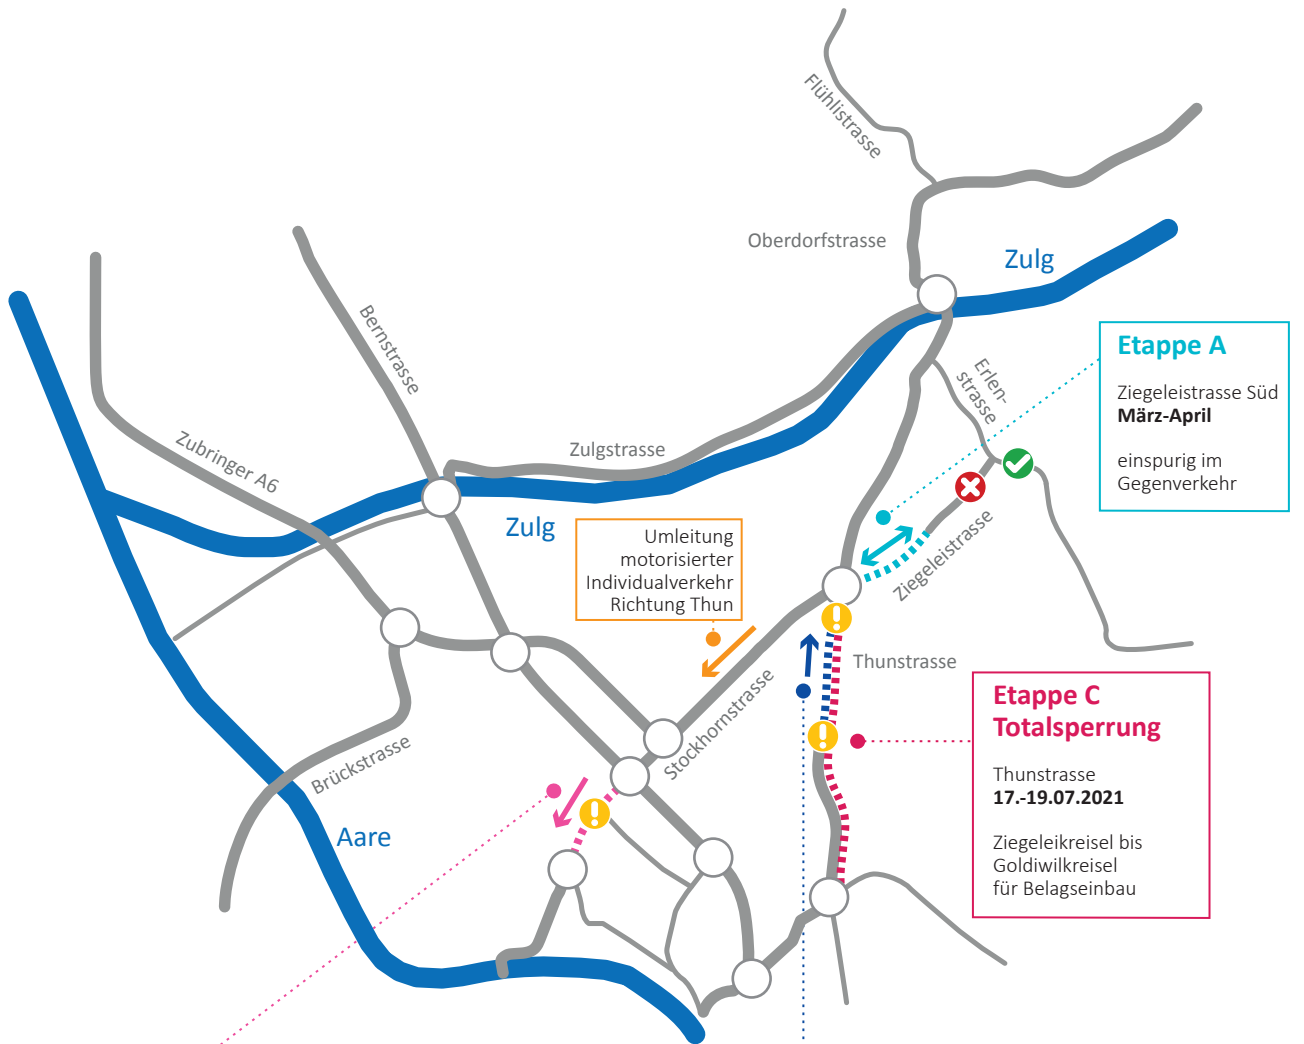 Flühlistrasse
Oberdorfstrasse
Zulg
Bernstrasse
Zubringer A6
Zulgstrasse
Zulg
Erlen-
strasse
Etappe A
Ziegeleistrasse Süd
März-April
einspurig im
Gegenverkehr
Umleitung
motorisierter
Individualverkehr
Richtung Thun
Ziegeleistrasse
Thunstrasse
Stockhornstrasse
Brückstrasse
Aare
Etappe C
Totalsperrung
Thunstrasse
17.-19.07.2021
Ziegeleikreisel bis
Goldiwilkreisel
für Belagseinbau